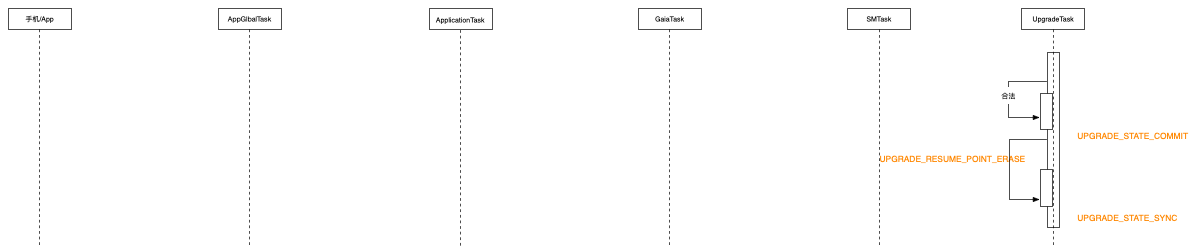 手机/App
AppGlbalTask
ApplicationTask
GaiaTask
SMTask
UpgradeTask
合法
UPGRADE_STATE_COMMIT
UPGRADE_RESUME_POINT_ERASE
UPGRADE_STATE_SYNC